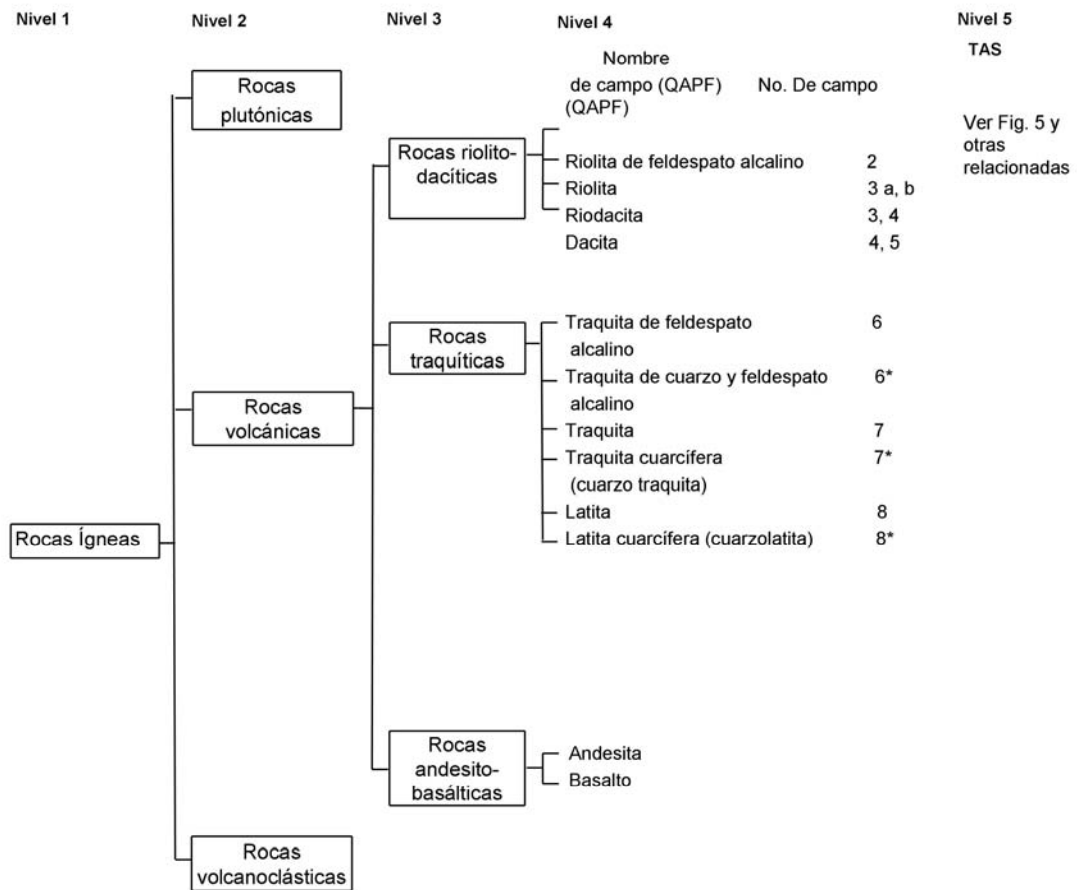 Nivel 1 Nivel 2 Nivel 3 Nivel 4 Nivel 5
TAS
Nombre
de campo (QAPF) No. De campo
(QAPF)
Ver Fig. 5 y
otras
relacionadas
Rocas
plutónicas
Rocas riolito-
dacíticas
Riolita de feldespato alcalino 2
Riolita 3 a, b
Riodacita 3, 4
Dacita 4, 5
Rocas
traquíticas
Traquita de feldespato 6
alcalino
Traquita de cuarzo y feldespato 6*
alcalino
Traquita 7
Traquita cuarcífera 7*
(cuarzo traquita)
Latita 8
Latita cuarcífera (cuarzolatita) 8*
Rocas
volcánicas
Rocas Ígneas
Rocas
andesito-
basálticas
Andesita
Basalto
Rocas
volcanoclásticas